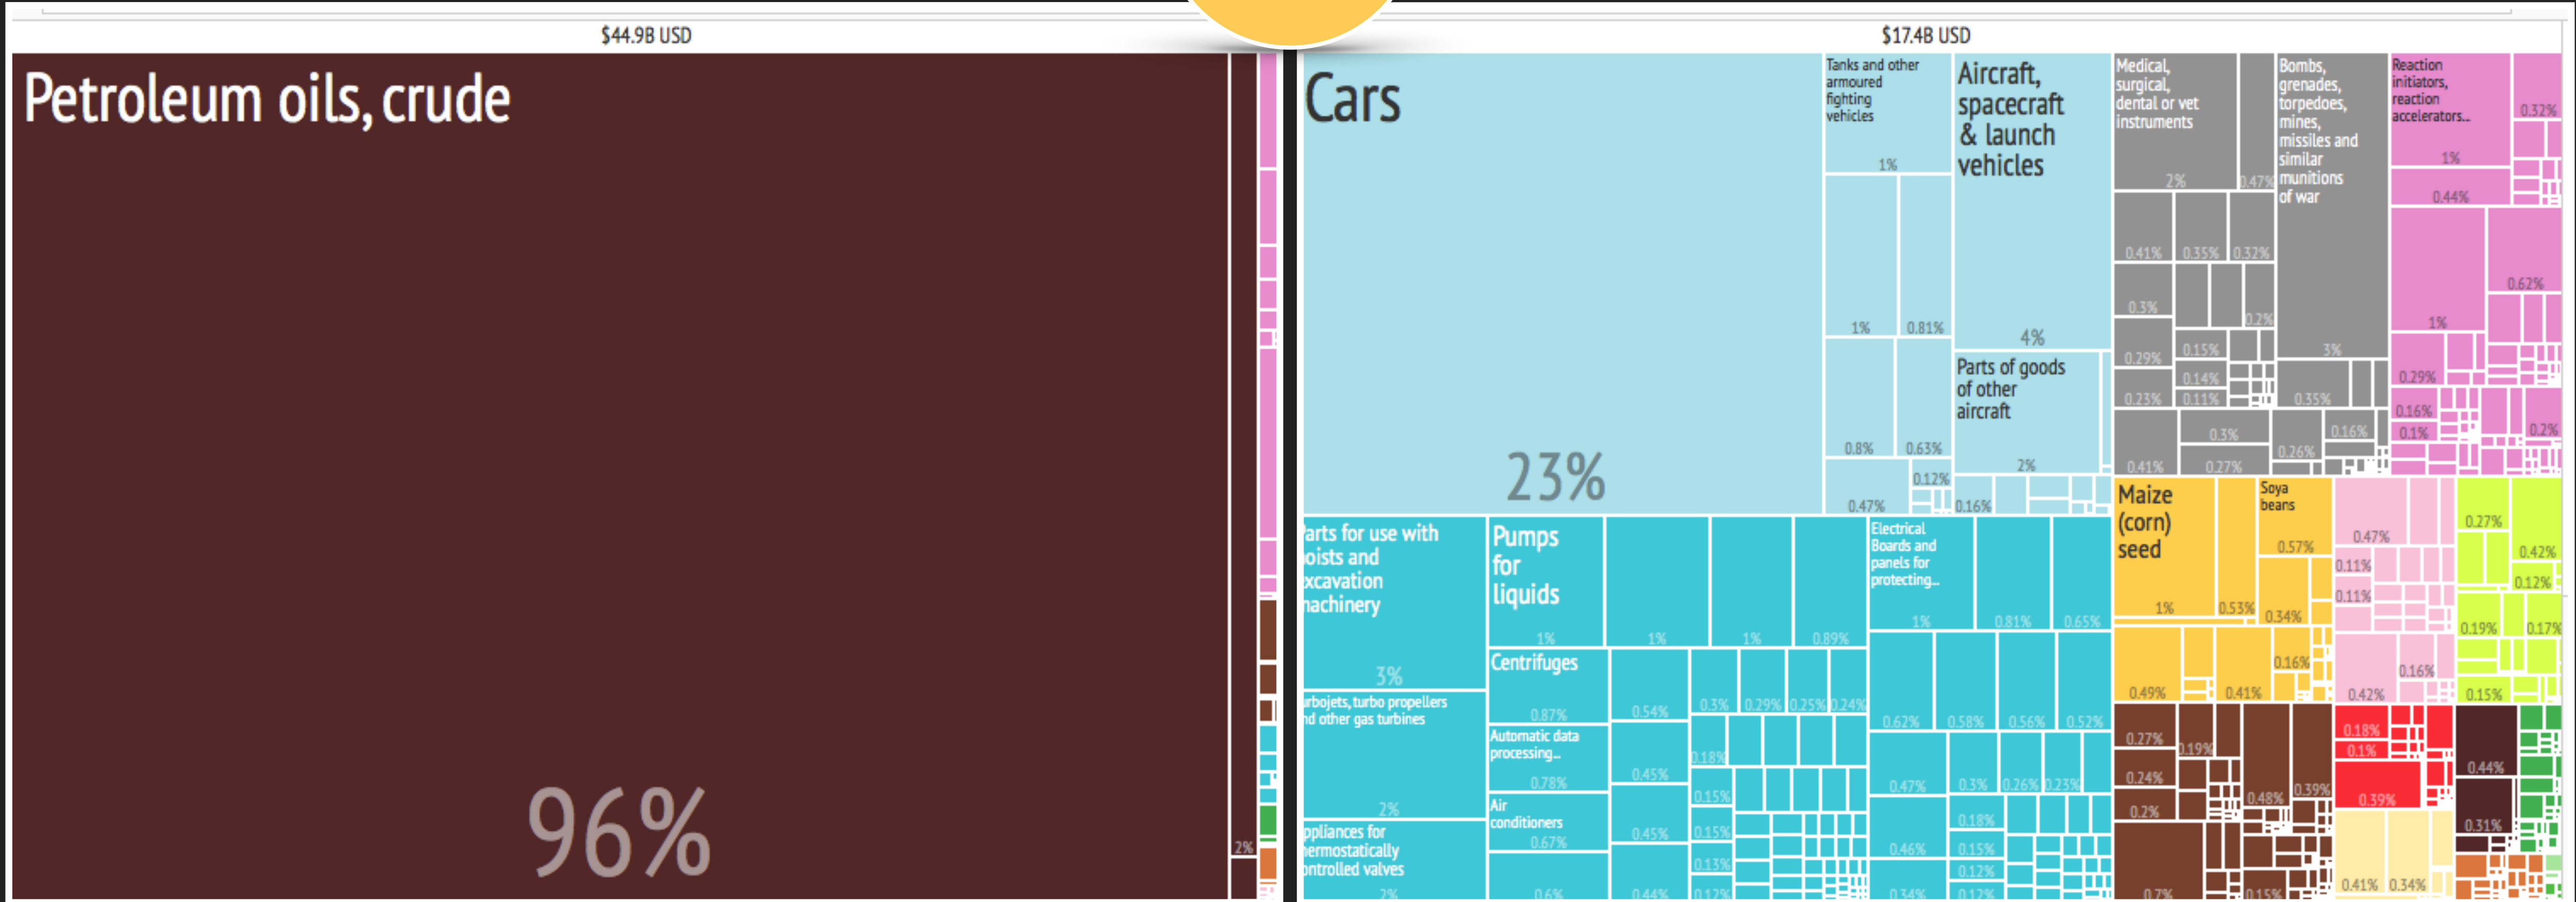 $44.9B USD
Petroleum oils, crude
96%
2%
$17.4B USD
Cars
23%
Tanks and other
armoured
fighting
vehicles
1%
1%
0.81%
0.8%
0.63%
0.47%
0.12%
Aircraft,
spacecraft
& launch
vehicles
4%
Parts of goods
of other
aircraft
2%
0.16%
Medical,
surgical,
dental or vet
instruments
2%
0.47%
0.41%
0.35%
0.32%
0.3%
0.2%
0.29%
0.15%
0.14%
0.23%
0.11%
0.41%
0.3%
0.27%
Bombs,
grenades,
torpedoes,
mines,
missiles and
similar
munitions
of war
3%
0.35%
0.26%
0.16%
Reaction
initiators,
reaction
accelerators...
1%
0.32%
0.44%
1%
0.62%
0.29%
0.16%
0.1%
0.2%
arts for use with
oists and
xcavation
achinery
3%
urbojets, turbo propellers
nd other gas turbines
2%
ppliances for
ermostatically
ontrolled valves
2%
Pumps
for
liquids
1%
1%
1%
0.89%
Centrifuges
0.87%
Automatic data
processing...
0.78%
Air
conditioners
0.67%
0.6%
0.54%
0.45%
0.45%
0.44%
0.3%
0.29%
0.25%
0.24%
0.18%
0.15%
0.15%
0.13%
0.12%
Electrical
Boards and
panels for
protecting...
1%
0.81%
0.65%
0.62%
0.58%
0.56%
0.52%
0.47%
0.3%
0.26%
0.23%
0.46%
0.18%
0.15%
0.12%
0.34%
0.12%
Maize
(corn)
seed
1%
0.53%
Soya
beans
0.57%
0.34%
0.49%
0.41%
0.16%
0.47%
0.11%
0.11%
0.42%
0.16%
0.27%
0.42%
0.12%
0.19%
0.17%
0.15%
0.27%
0.19%
0.24%
0.2%
0.48%
0.39%
0.7%
0.15%
0.18%
0.1%
0.39%
0.41%
0.34%
0.44%
0.31%